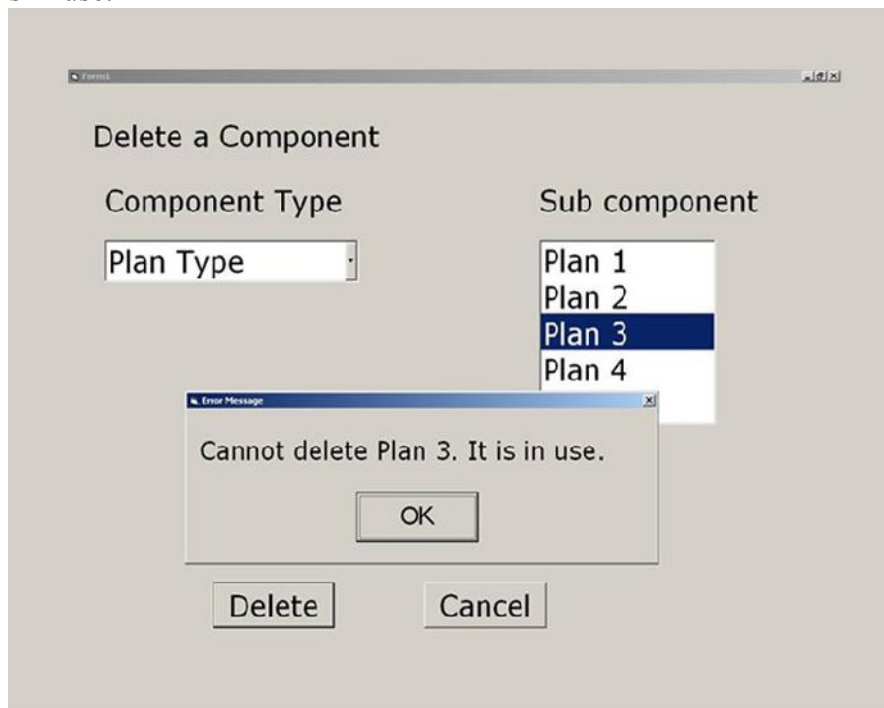 Form1
Delete a Component
Component Type
Sub component
Plan Type
Plan 1
Plan 2
Plan 3
Plan 4
Error Message
Cannot delete Plan 3. It is in use.
OK
Delete
Cancel